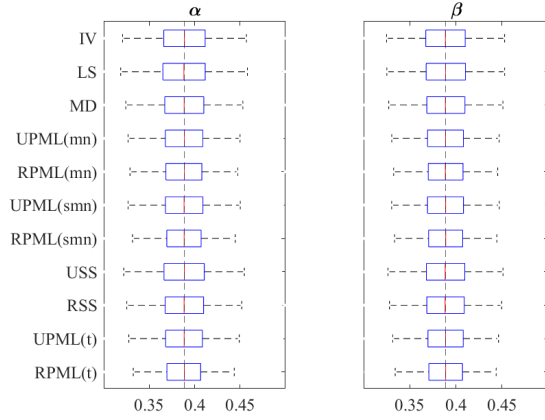 α β
IV
LS
MD
UPML(mn)
RPML(mn)
UPML(smn)
RPML(smn)
USS
RSS
UPML(t)
RPML(t)
0.35 0.4 0.45 0.35 0.4 0.45